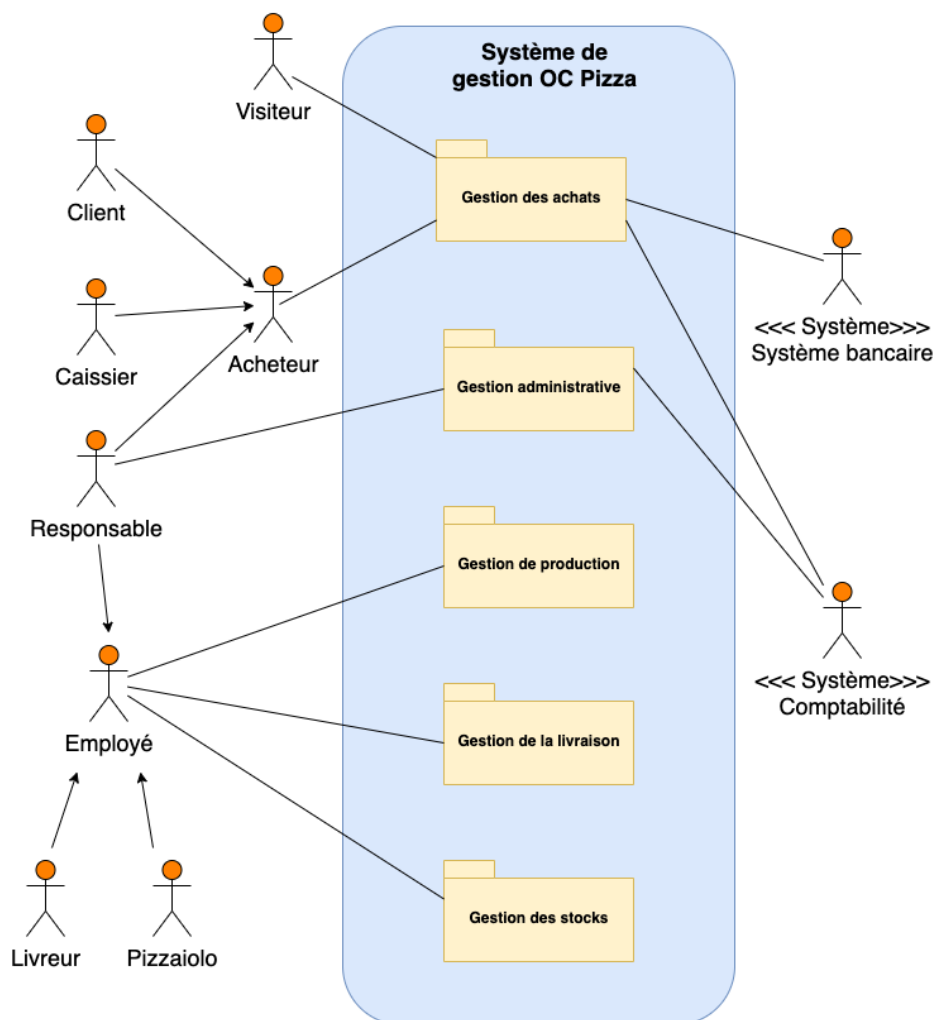 Système de
gestion OC Pizza
Visiteur
Client
Gestion des achats
Caissier
Acheteur
<<< Système>>>
Système bancaire
Gestion administrative
Responsable
Gestion de production
<<< Système>>>
Comptabilité
Employé
Gestion de la livraison
Gestion des stocks
Livreur
Pizzaiolo